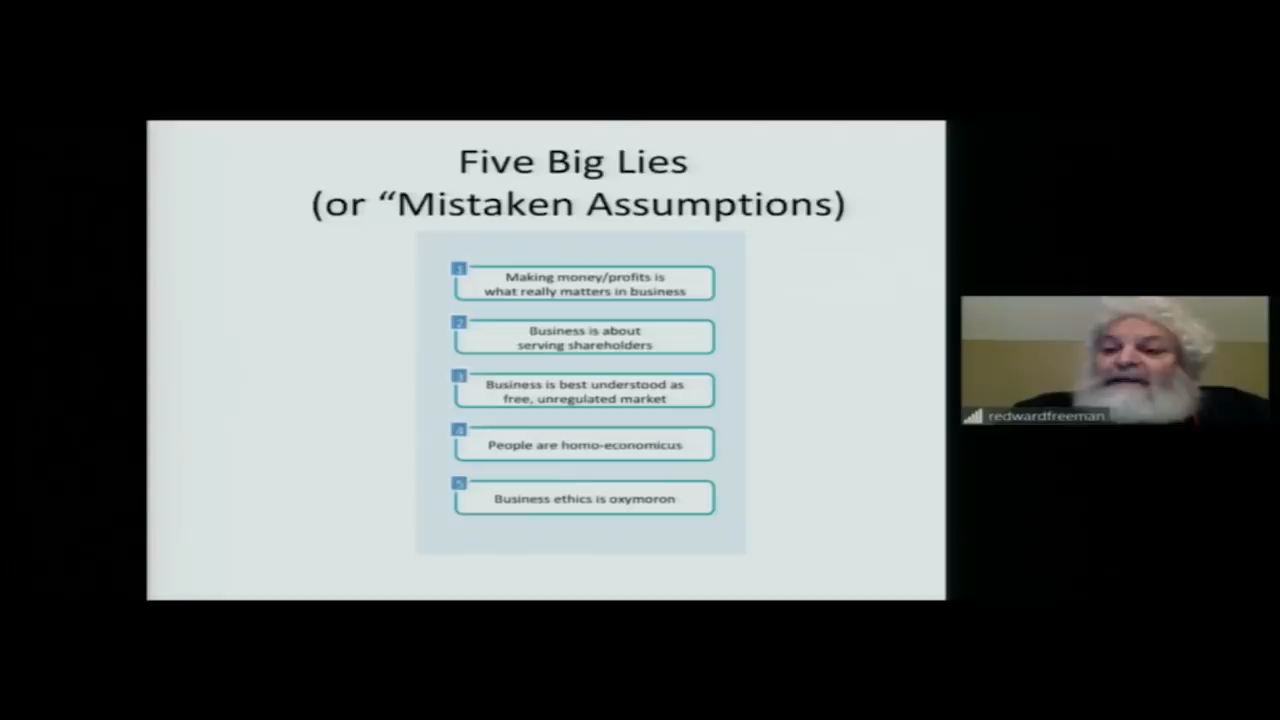 Five Big Lies
(or “Mistaken Assumptions)
1
Making money/profits is
what really matters in business
2
Business is about
serving shareholders
3
Business is best understood as
free, unregulated market
4
People are homo-economicus
5
Business ethics is oxymoron
redwardfreeman